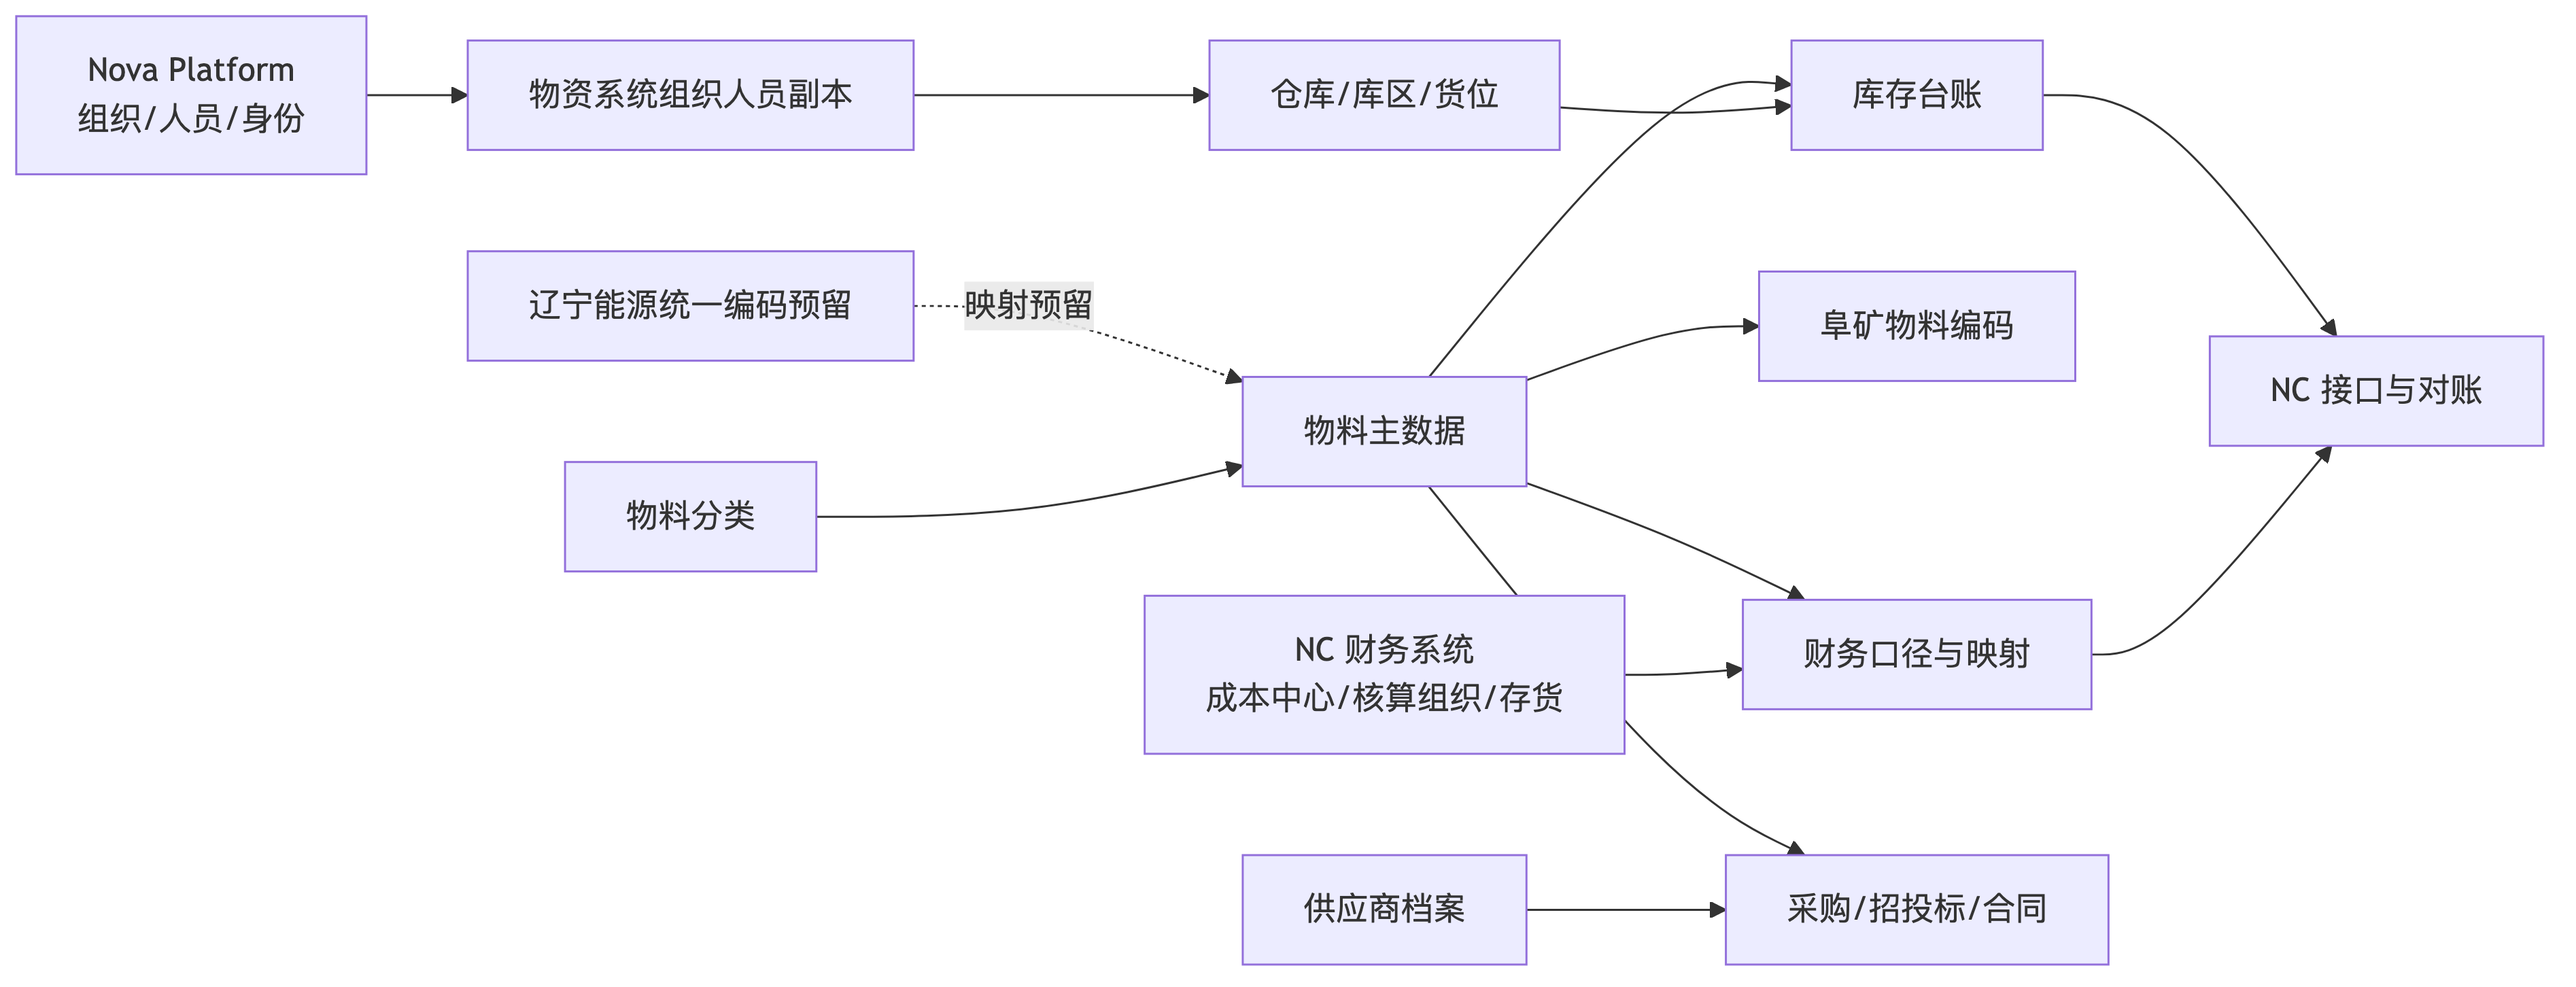 Nova Platform
组织/人员/身份
物资系统组织人员副本
仓库/库区/货位
库存台账
辽宁能源统一编码预留
映射预留
阜矿物料编码
NC 接口与对账
物料主数据
物料分类
NC 财务系统
成本中心/核算组织/存货
财务口径与映射
供应商档案
采购/招投标/合同